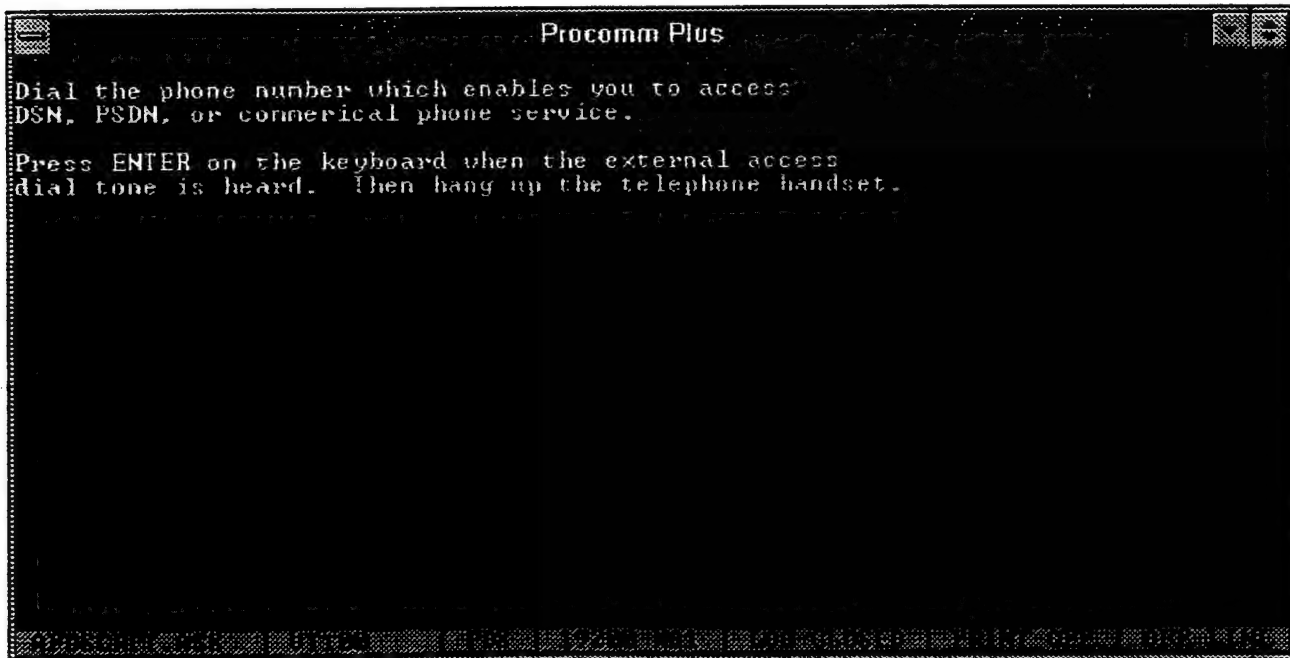 Procomm Plus
Dial the phone number which enables you to access
DSN, PSDN, or conmerical phone service.
Press ENTER on the keyboard when the external access
dial tone is heard. Then hang up the telephone handset.